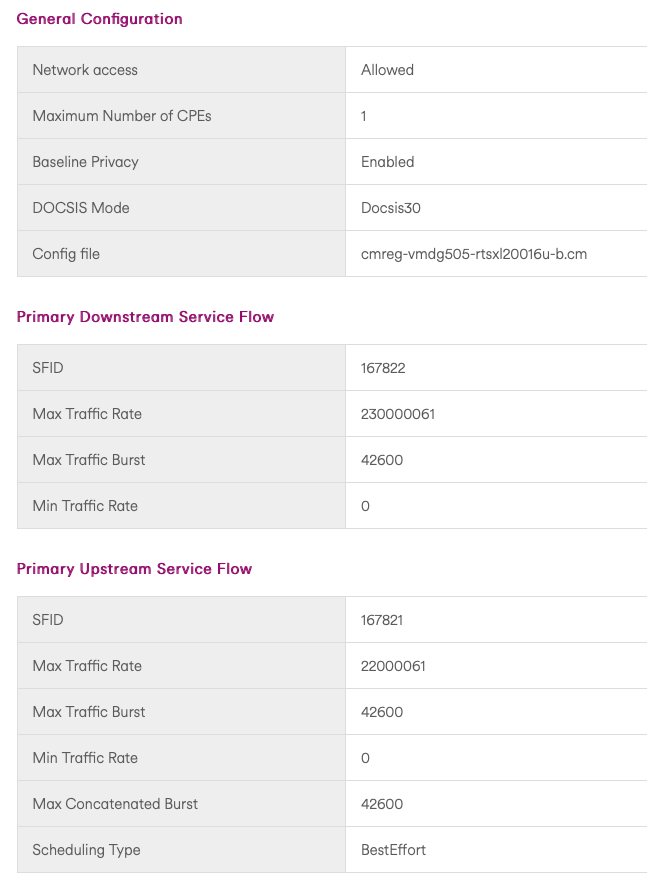 General Configuration
Network access Allowed
Maximum Number of CPEs 1
Baseline Privacy Enabled
DOCSIS Mode Docsis30
Config file cmreg-vmdg505-rtsxl20016u-b.cm
Primary Downstream Service Flow
SFID 167822
Max Traffic Rate 230000061
Max Traffic Burst 42600
Min Traffic Rate 0
Primary Upstream Service Flow
SFID 167821
Max Traffic Rate 22000061
Max Traffic Burst 42600
Min Traffic Rate 0
Max Concatenated Burst 42600
Scheduling Type BestEffort